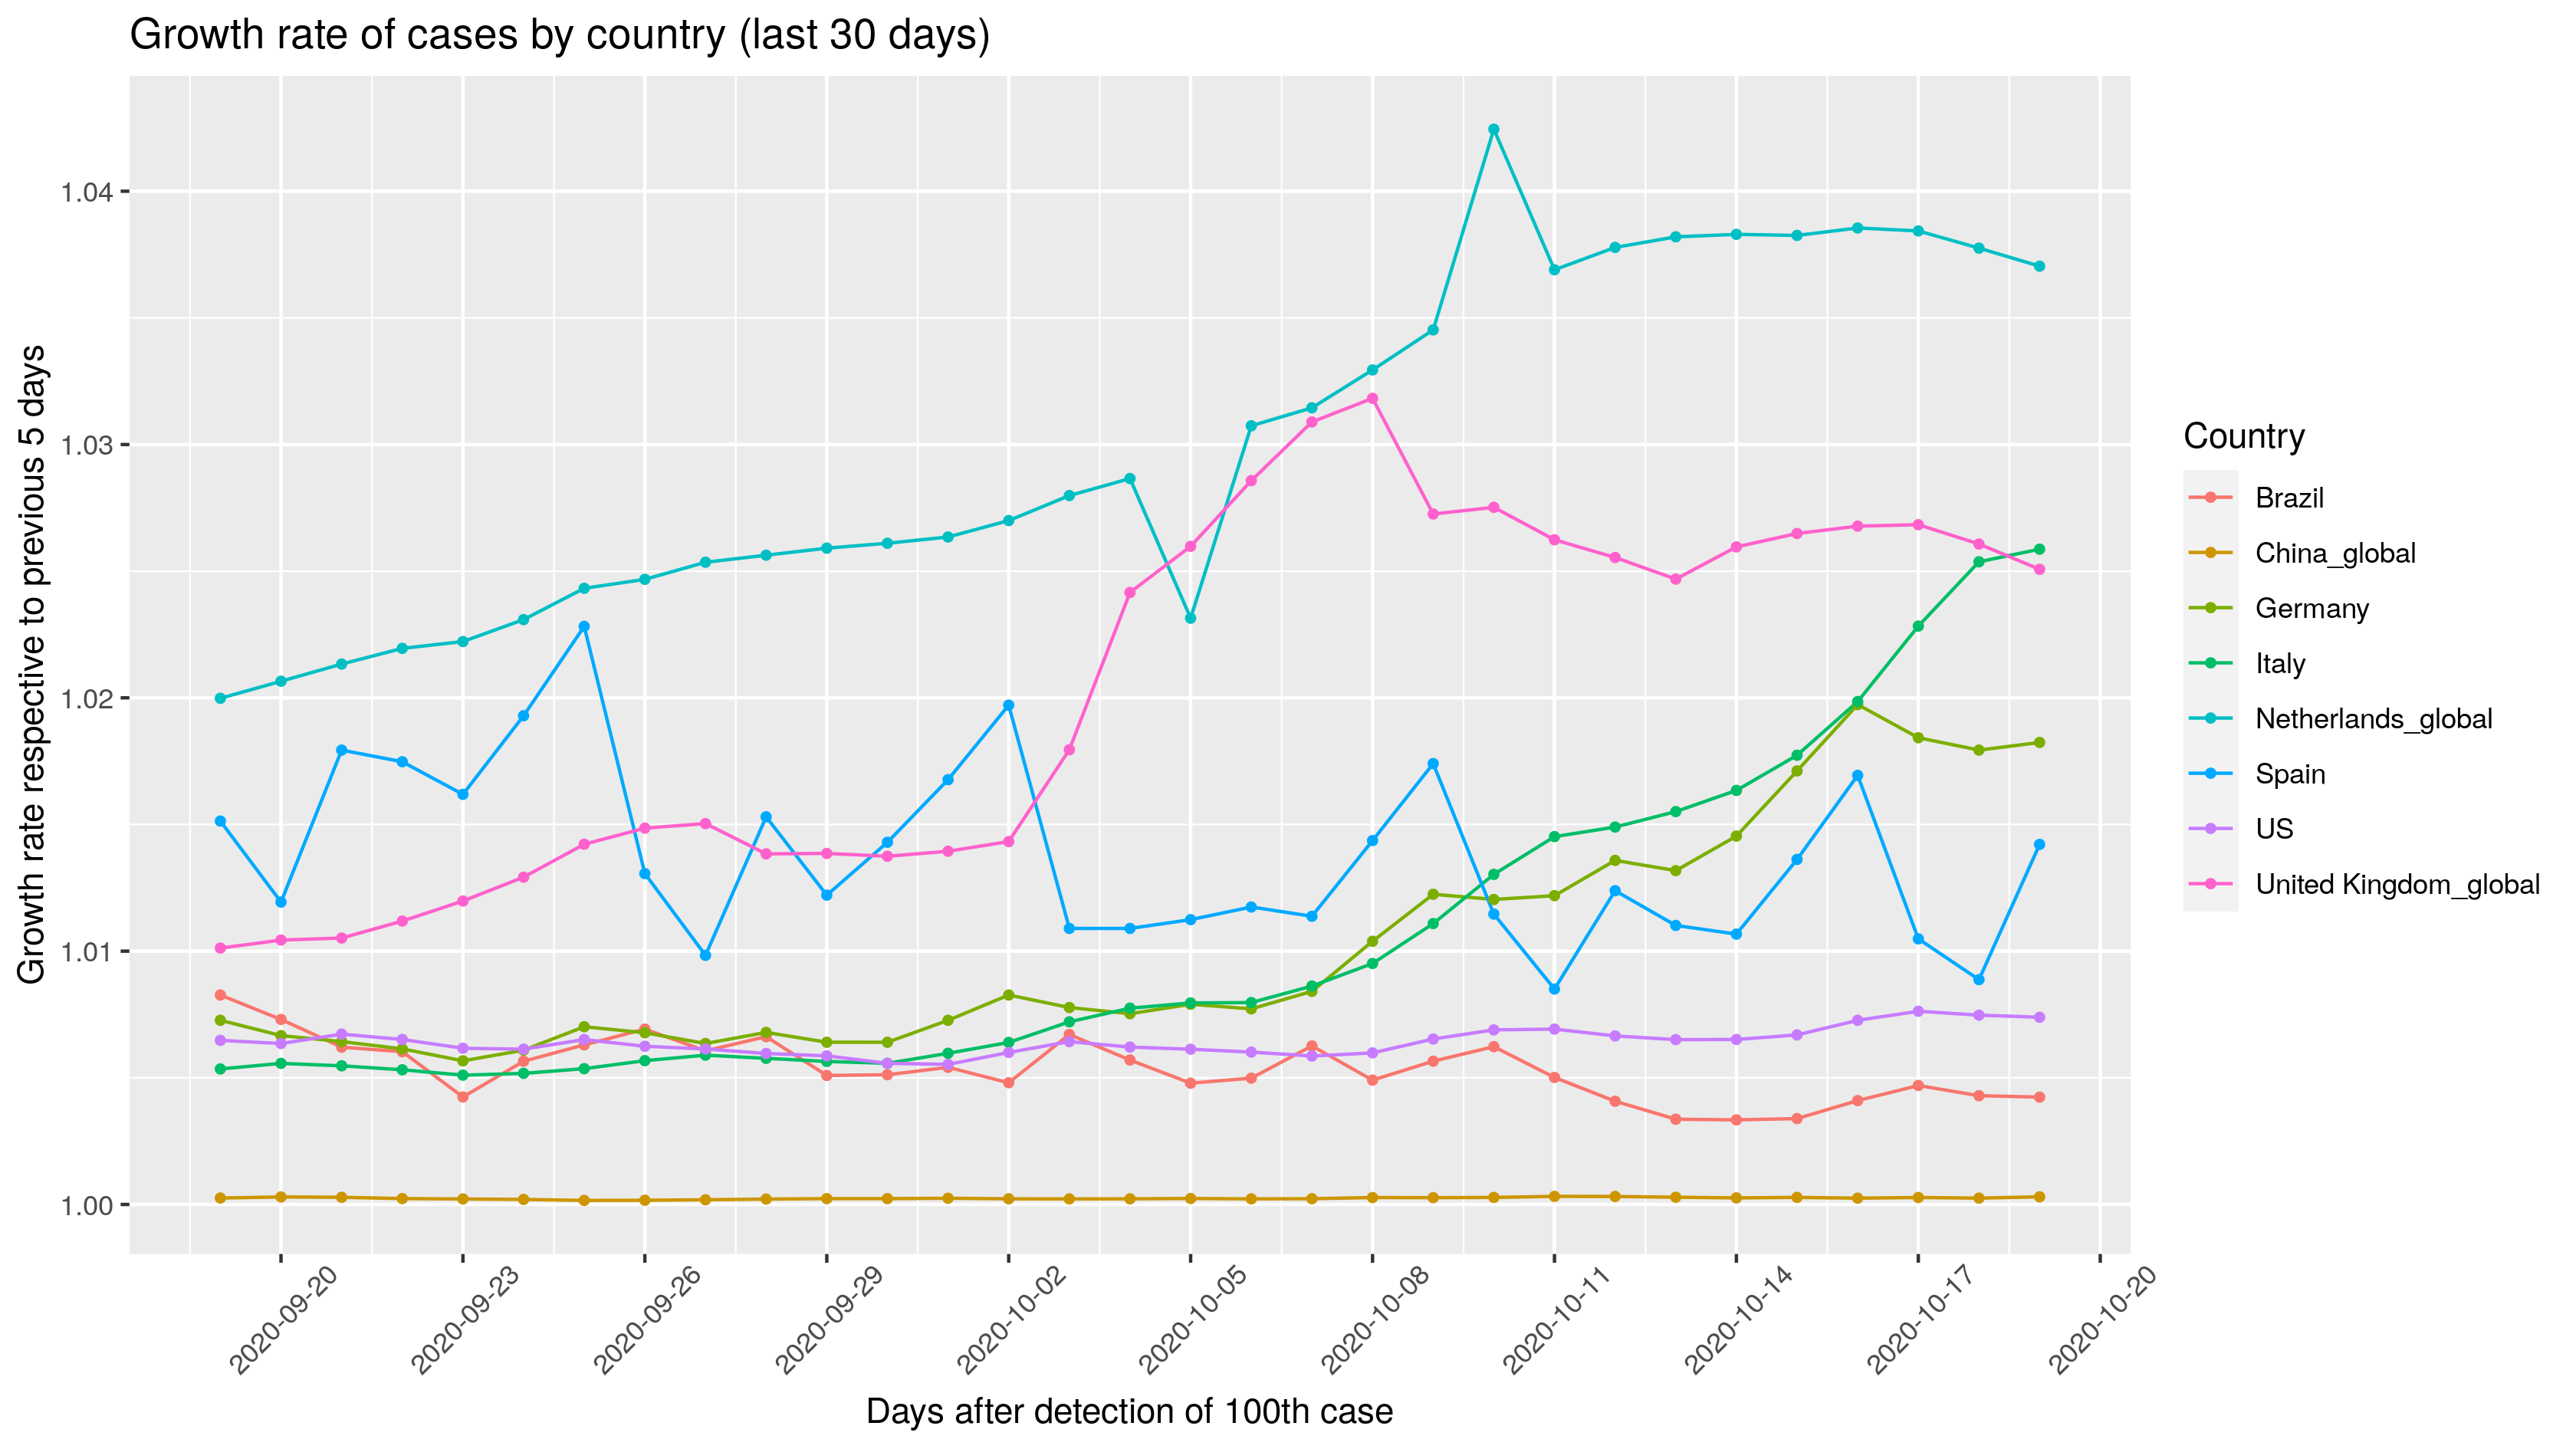 Growth rate of cases by country (last 30 days)
Growth rate respective to previous 5 days
1.04
1.03
1.02
1.01
1.00
2020-09-20
2020-09-23
2020-09-26
2020-09-29
2020-10-02
2020-10-05
2020-10-08
2020-10-11
2020-10-14
2020-10-17
2020-10-20
Days after detection of 100th case
Country
Brazil
China_global
Germany
Italy
Netherlands_global
Spain
US
United Kingdom_global